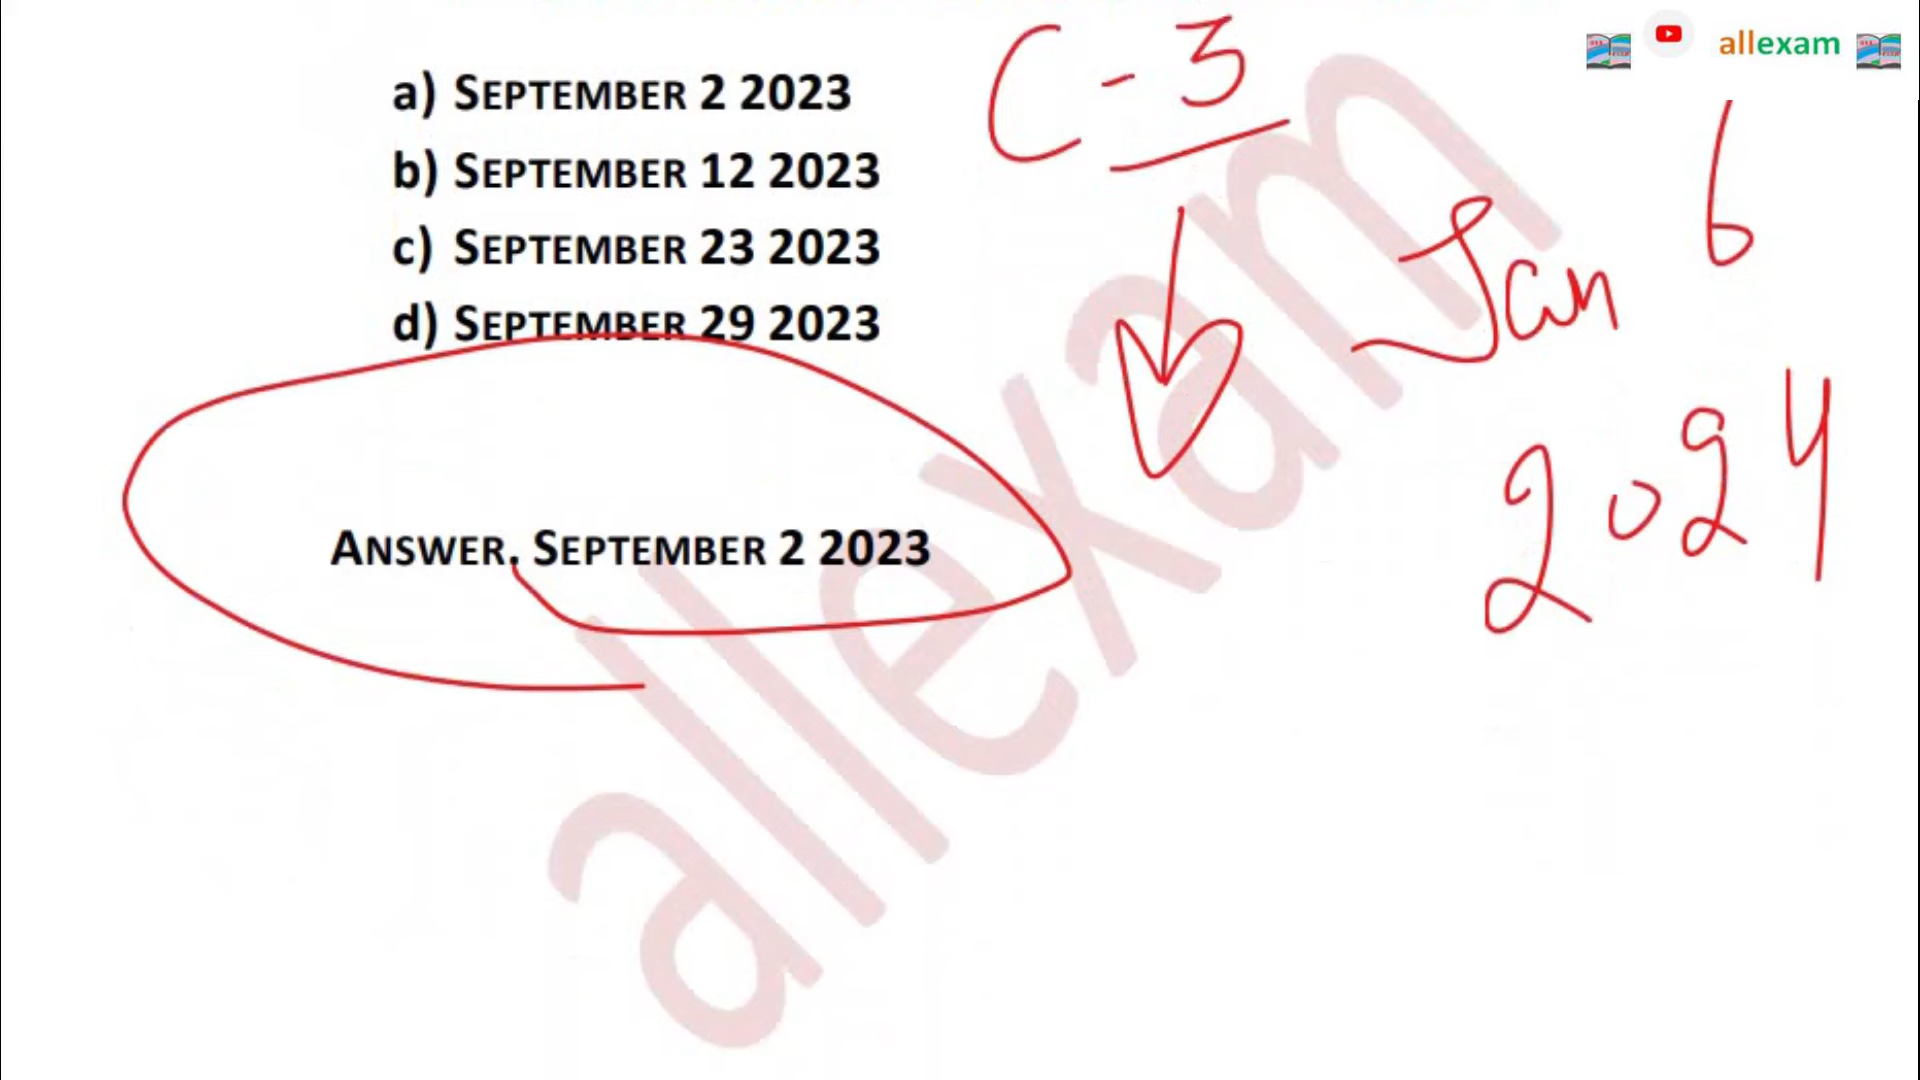 allexam
C-3
a) SEPTEMBER 2 2023
b) SEPTEMBER 12 2023
c) SEPTEMBER 23 2023
d) SEPTEMBER 29 2023
Jan 6
2024
ANSWER. SEPTEMBER 2 2023
allexam